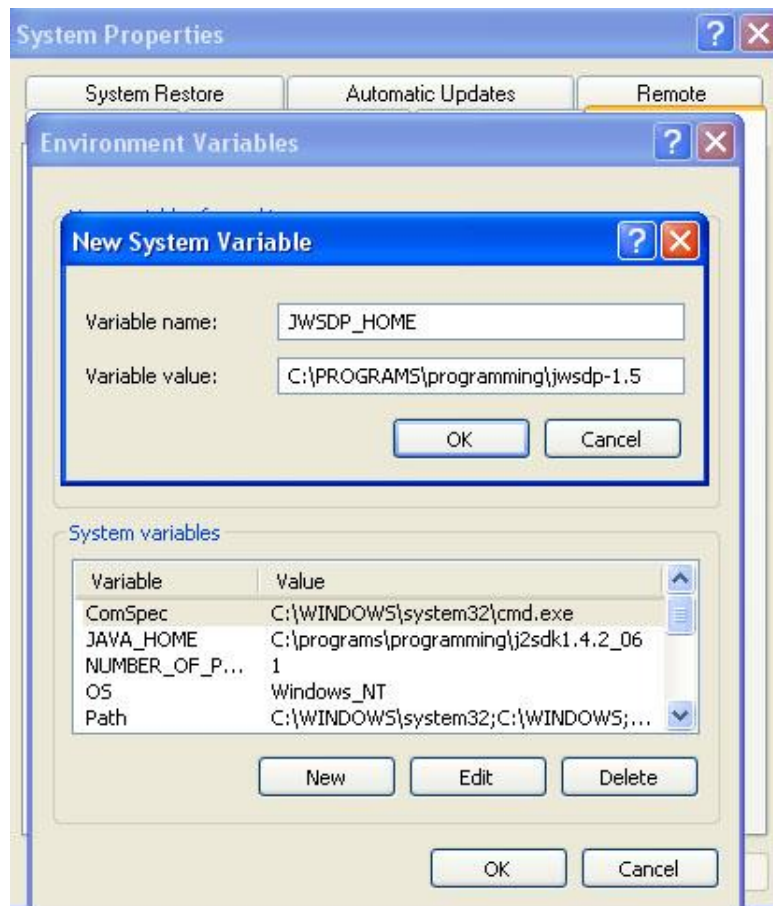 System Properties
System Restore Automatic Updates Remote
Environment Variables
New System Variable
Variable name: JWSDP_HOME
Variable value: C:\PROGRAMS\programming\jwsdp-1.5
OK Cancel
System variables
Variable Value
ComSpec C:\WINDOWS\system32\cmd.exe
JAVA_HOME C:\programs\programming\j2sdk1.4.2_06
NUMBER_OF_P... 1
OS Windows_NT
Path C:\WINDOWS\system32;C:\WINDOWS;...
New Edit Delete
OK Cancel